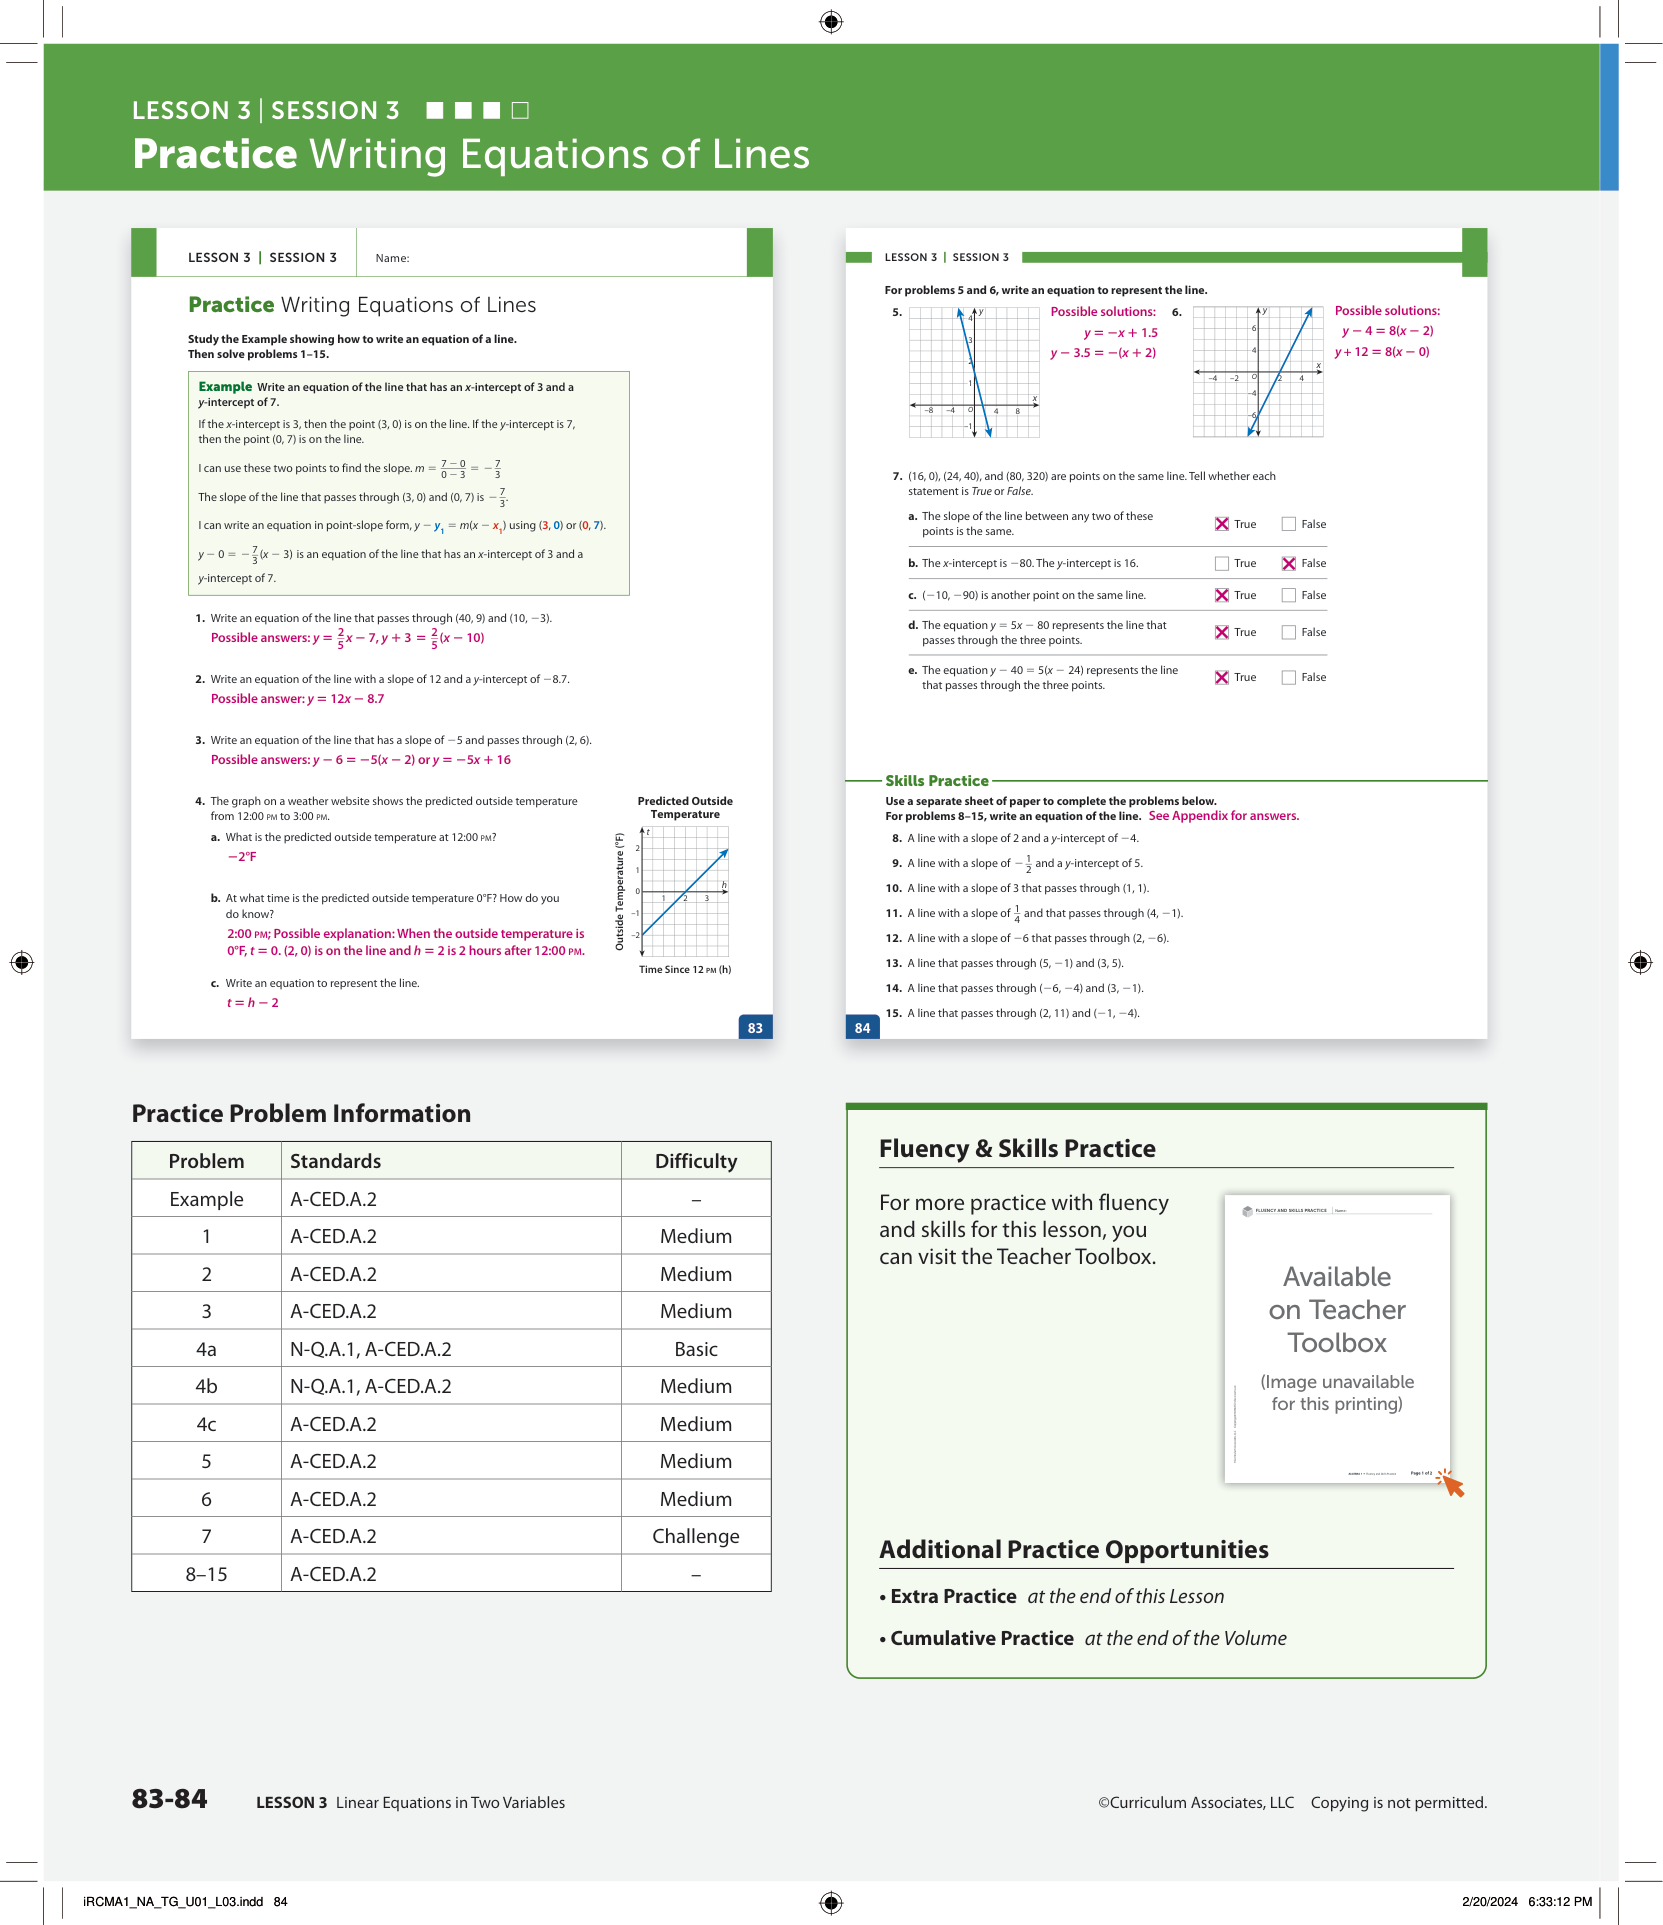 LESSON 3 | SESSION 3
Practice Writing Equations of Lines
LESSON 3 | SESSION 3
Name:
Practice Writing Equations of Lines
Study the Example showing how to write an equation of a line.
Then solve problems 1–15.
Example Write an equation of the line that has an x-intercept of 3 and a
y-intercept of 7.
If the x-intercept is 3, then the point (3, 0) is on the line. If the y-intercept is 7,
then the point (0, 7) is on the line.
I can use these two points to find the slope. m = 7 − 0/0 − 3 = −7/3
The slope of the line that passes through (3, 0) and (0, 7) is −7/3.
I can write an equation in point-slope form, y − y1 = m(x − x1) using (3, 0) or (0, 7).
y − 0 = −7/3(x − 3) is an equation of the line that has an x-intercept of 3 and a
y-intercept of 7.
1. Write an equation of the line that passes through (40, 9) and (10, −3).
Possible answers: y = 2/5x − 7, y + 3 = 2/5(x − 10)
2. Write an equation of the line with a slope of 12 and a y-intercept of −8.7.
Possible answer: y = 12x − 8.7
3. Write an equation of the line that has a slope of −5 and passes through (2, 6).
Possible answers: y − 6 = −5(x − 2) or y = −5x + 16
4. The graph on a weather website shows the predicted outside temperature
from 12:00 PM to 3:00 PM.
a. What is the predicted outside temperature at 12:00 PM?
−2°F
b. At what time is the predicted outside temperature 0°F? How do you
do know?
2:00 PM; Possible explanation: When the outside temperature is
0°F, t = 0. (2, 0) is on the line and h = 2 is 2 hours after 12:00 PM.
c. Write an equation to represent the line.
t = h − 2
Predicted Outside
Temperature
Outside Temperature (°F)
t
2
1
0
−1
−2
1 2 3
h
Time Since 12 PM (h)
83
LESSON 3 | SESSION 3
For problems 5 and 6, write an equation to represent the line.
5.
y
4
3
2
1
−1
−8 −4 O 4 8
x
Possible solutions:
y = −x + 1.5
y − 3.5 = −(x + 2)
6.
y
6
4
−4
−6
−4 −2 O 2 4
x
Possible solutions:
y − 4 = 8(x − 2)
y + 12 = 8(x − 0)
7. (16, 0), (24, 40), and (80, 320) are points on the same line. Tell whether each
statement is True or False.
a. The slope of the line between any two of these
points is the same.
True False
b. The x-intercept is −80. The y-intercept is 16.
True False
c. (−10, −90) is another point on the same line.
True False
d. The equation y = 5x − 80 represents the line that
passes through the three points.
True False
e. The equation y − 40 = 5(x − 24) represents the line
that passes through the three points.
True False
Skills Practice
Use a separate sheet of paper to complete the problems below.
For problems 8–15, write an equation of the line. See Appendix for answers.
8. A line with a slope of 2 and a y-intercept of −4.
9. A line with a slope of −1/2 and a y-intercept of 5.
10. A line with a slope of 3 that passes through (1, 1).
11. A line with a slope of 1/4 and that passes through (4, −1).
12. A line with a slope of −6 that passes through (2, −6).
13. A line that passes through (5, −1) and (3, 5).
14. A line that passes through (−6, −4) and (3, −1).
15. A line that passes through (2, 11) and (−1, −4).
84
Practice Problem Information
Problem Standards Difficulty
Example A-CED.A.2 –
1 A-CED.A.2 Medium
2 A-CED.A.2 Medium
3 A-CED.A.2 Medium
4a N-Q.A.1, A-CED.A.2 Basic
4b N-Q.A.1, A-CED.A.2 Medium
4c A-CED.A.2 Medium
5 A-CED.A.2 Medium
6 A-CED.A.2 Medium
7 A-CED.A.2 Challenge
8–15 A-CED.A.2 –
Fluency & Skills Practice
For more practice with fluency
and skills for this lesson, you
can visit the Teacher Toolbox.
FLUENCY AND SKILLS PRACTICE Name:
Available
on Teacher
Toolbox
(Image unavailable
for this printing)
Page 1 of 2
Additional Practice Opportunities
• Extra Practice at the end of this Lesson
• Cumulative Practice at the end of the Volume
83-84 LESSON 3 Linear Equations in Two Variables
©Curriculum Associates, LLC Copying is not permitted.
iRCMA1_NA_TG_U01_L03.indd 84
2/20/2024 6:33:12 PM